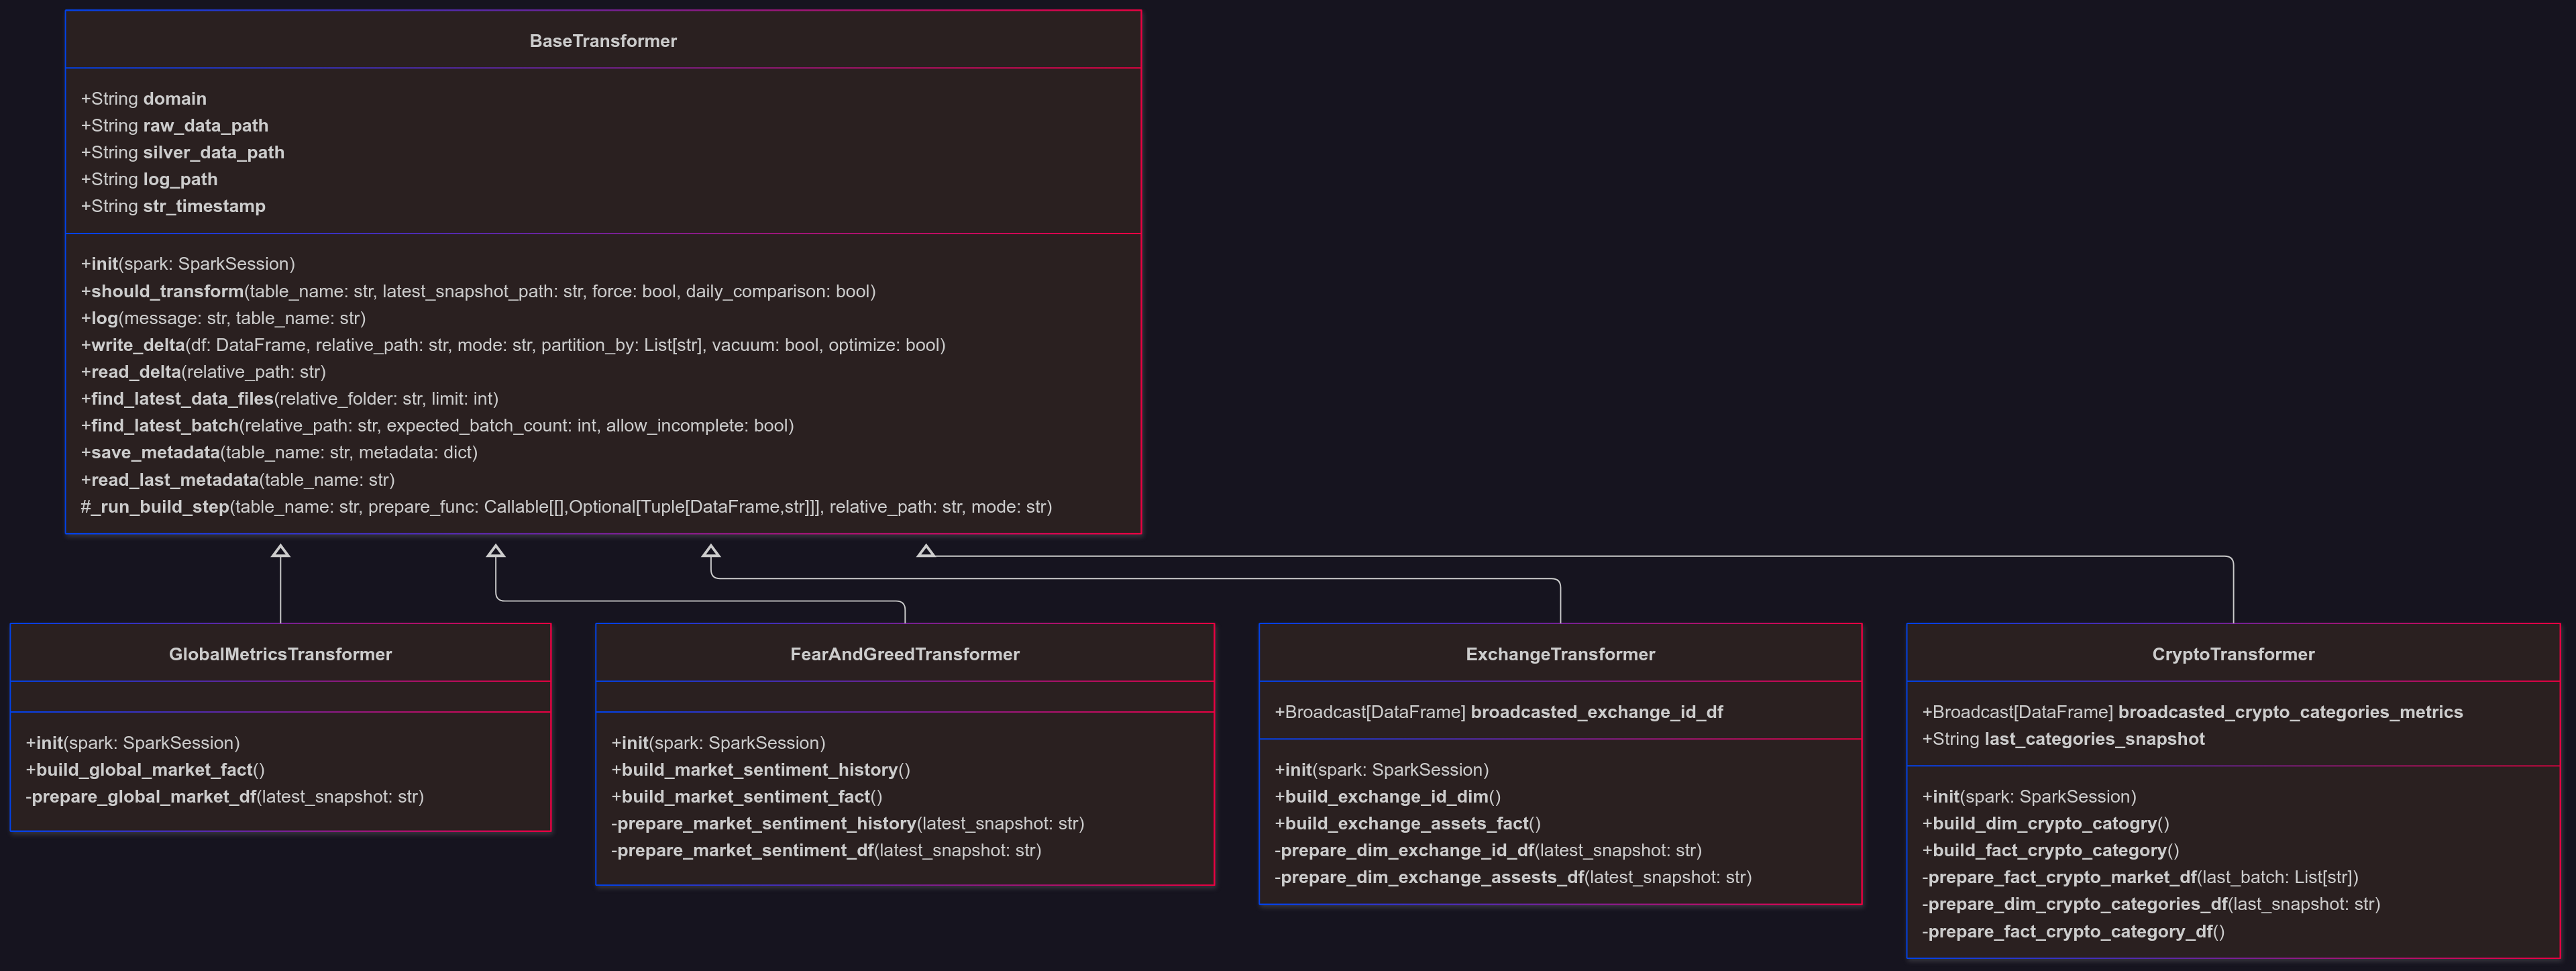 BaseTransformer
+String domain
+String raw_data_path
+String silver_data_path
+String log_path
+String str_timestamp
+init(spark: SparkSession)
+should_transform(table_name: str, latest_snapshot_path: str, force: bool, daily_comparison: bool)
+log(message: str, table_name: str)
+write_delta(df: DataFrame, relative_path: str, mode: str, partition_by: List[str], vacuum: bool, optimize: bool)
+read_delta(relative_path: str)
+find_latest_data_files(relative_folder: str, limit: int)
+find_latest_batch(relative_path: str, expected_batch_count: int, allow_incomplete: bool)
+save_metadata(table_name: str, metadata: dict)
+read_last_metadata(table_name: str)
#_run_build_step(table_name: str, prepare_func: Callable[[],Optional[Tuple[DataFrame,str]]], relative_path: str, mode: str)
GlobalMetricsTransformer
+init(spark: SparkSession)
+build_global_market_fact()
-prepare_global_market_df(latest_snapshot: str)
FearAndGreedTransformer
+init(spark: SparkSession)
+build_market_sentiment_history()
+build_market_sentiment_fact()
-prepare_market_sentiment_history(latest_snapshot: str)
-prepare_market_sentiment_df(latest_snapshot: str)
ExchangeTransformer
+Broadcast[DataFrame] broadcasted_exchange_id_df
+init(spark: SparkSession)
+build_exchange_id_dim()
+build_exchange_assets_fact()
-prepare_dim_exchange_id_df(latest_snapshot: str)
-prepare_dim_exchange_assests_df(latest_snapshot: str)
CryptoTransformer
+Broadcast[DataFrame] broadcasted_crypto_categories_metrics
+String last_categories_snapshot
+init(spark: SparkSession)
+build_dim_crypto_catogry()
+build_fact_crypto_category()
-prepare_fact_crypto_market_df(last_batch: List[str])
-prepare_dim_crypto_categories_df(last_snapshot: str)
-prepare_fact_crypto_category_df()